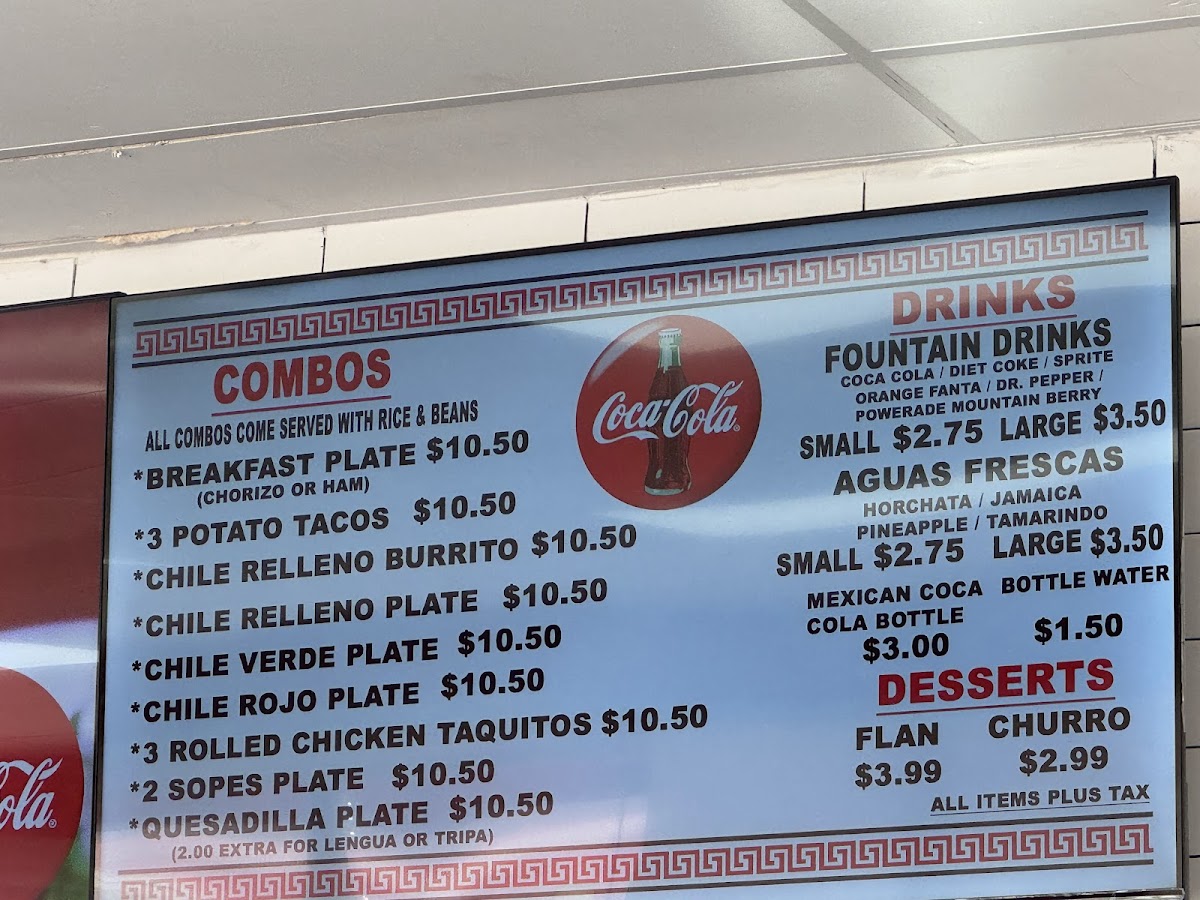 COMBOS
ALL COMBOS COME SERVED WITH RICE & BEANS
*BREAKFAST PLATE $10.50
(CHORIZO OR HAM)
*3 POTATO TACOS $10.50
*CHILE RELLENO BURRITO $10.50
*CHILE RELLENO PLATE $10.50
*CHILE VERDE PLATE $10.50
*CHILE ROJO PLATE $10.50
*3 ROLLED CHICKEN TAQUITOS $10.50
*2 SOPES PLATE $10.50
*QUESADILLA PLATE $10.50
(2.00 EXTRA FOR LENGUA OR TRIPA)
Coca-Cola
DRINKS
FOUNTAIN DRINKS
COCA COLA / DIET COKE / SPRITE
ORANGE FANTA / DR. PEPPER /
POWERADE MOUNTAIN BERRY
SMALL $2.75 LARGE $3.50
AGUAS FRESCAS
HORCHATA / JAMAICA
PINEAPPLE / TAMARINDO
SMALL $2.75 LARGE $3.50
MEXICAN COCA BOTTLE WATER
COLA BOTTLE
$3.00 $1.50
DESSERTS
FLAN CHURRO
$3.99 $2.99
ALL ITEMS PLUS TAX
ola